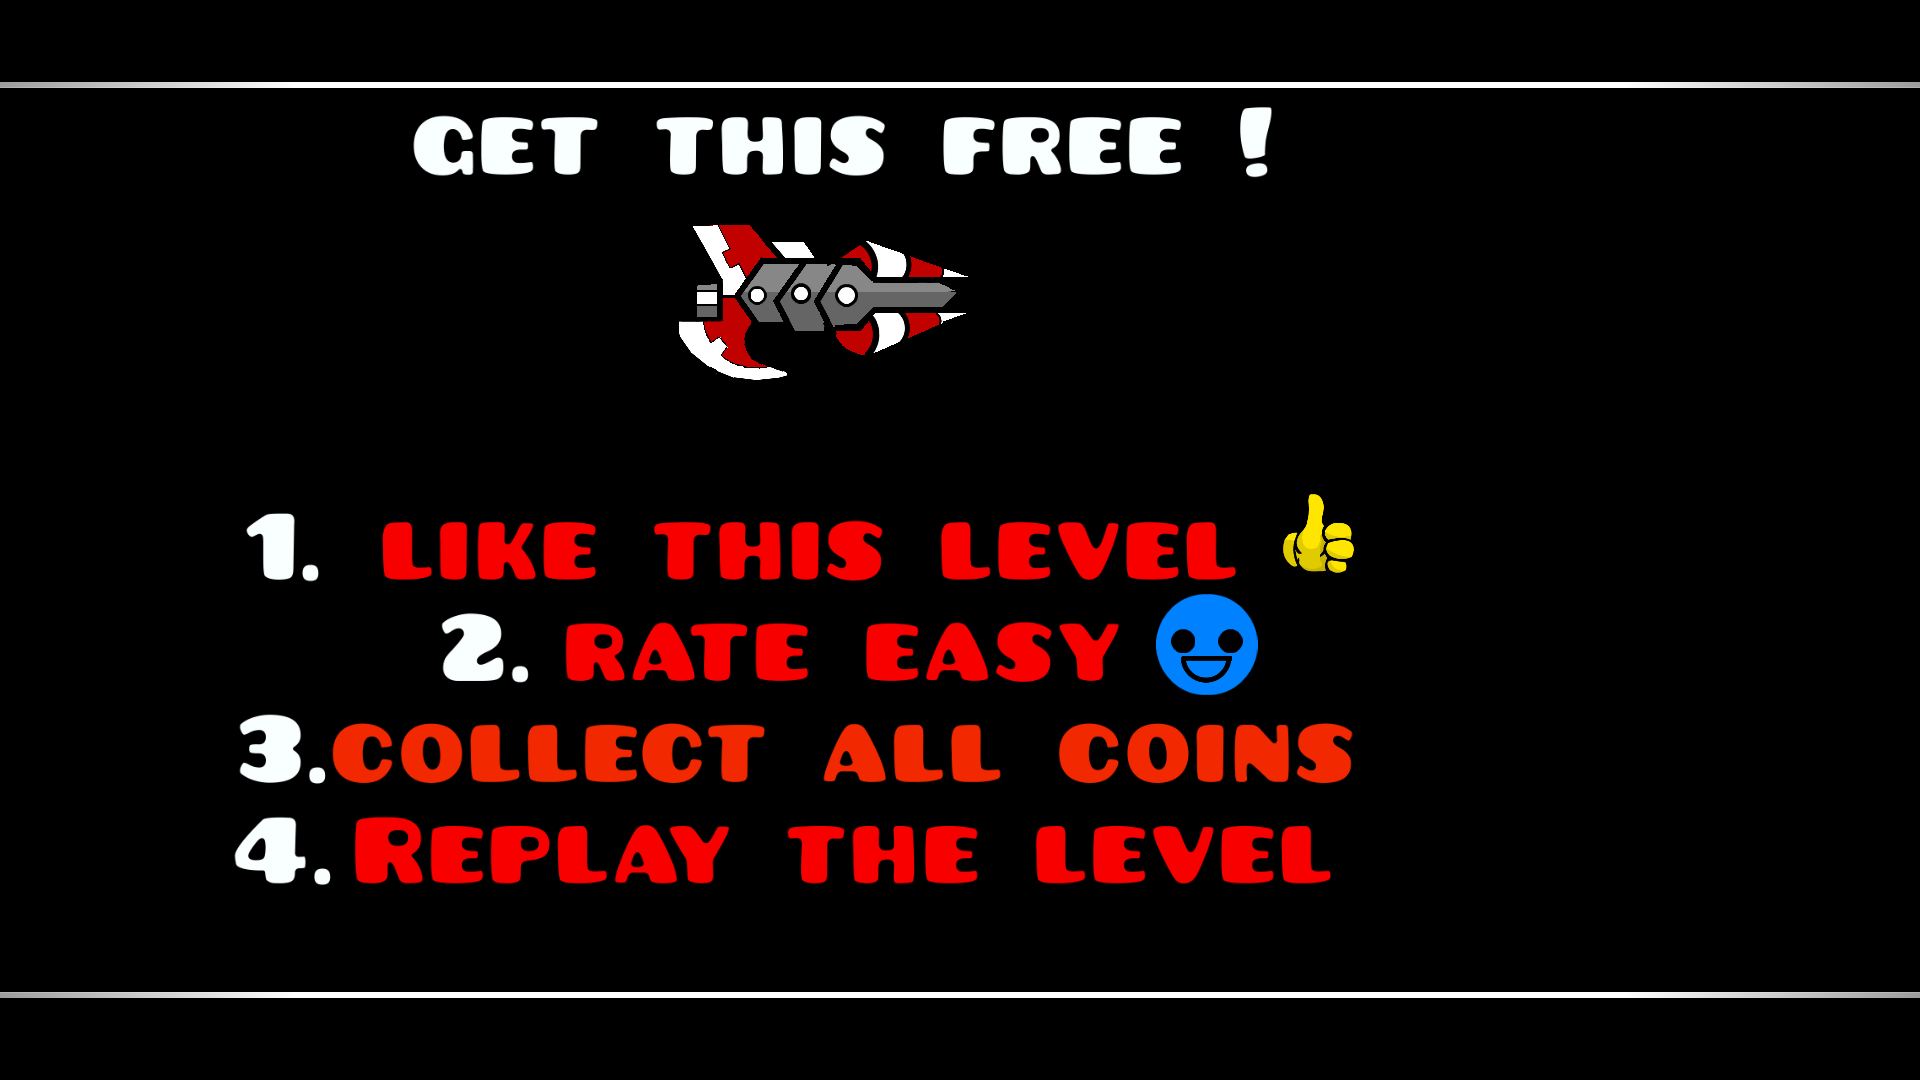 GET THIS FREE !
1. LIKE THIS LEVEL
2. RATE EASY
3.COLLECT ALL COINS
4. REPLAY THE LEVEL